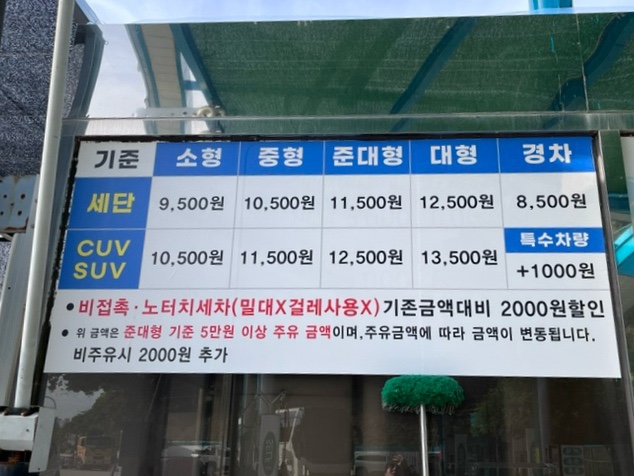 기준 소형 중형 준대형 대형 경차
세단 9,500원 10,500원 11,500원 12,500원 8,500원
CUV SUV 10,500원 11,500원 12,500원 13,500원 특수차량 +1000원
• 비접촉·노터치세차(밀대X걸레사용X)기존금액대비 2000원할인
• 위 금액은 준대형 기준 5만원 이상 주유 금액이며,주유금액에 따라 금액이 변동됩니다.
비주유시 2000원 추가